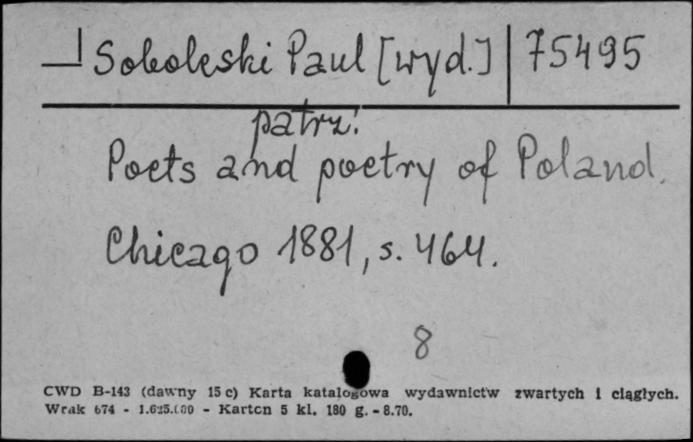 Soboleski Paul [wyd.] 75495
patrz:
Poets and poetry of Poland.
Chicago 1881, s. 464.
8
CWD B-143 (dawny 15 c) Karta katalogowa wydawnictw zwartych i ciągłych.
Wrak 674 - 1.625.000 - Karton 5 kl. 180 g. - 8.70.